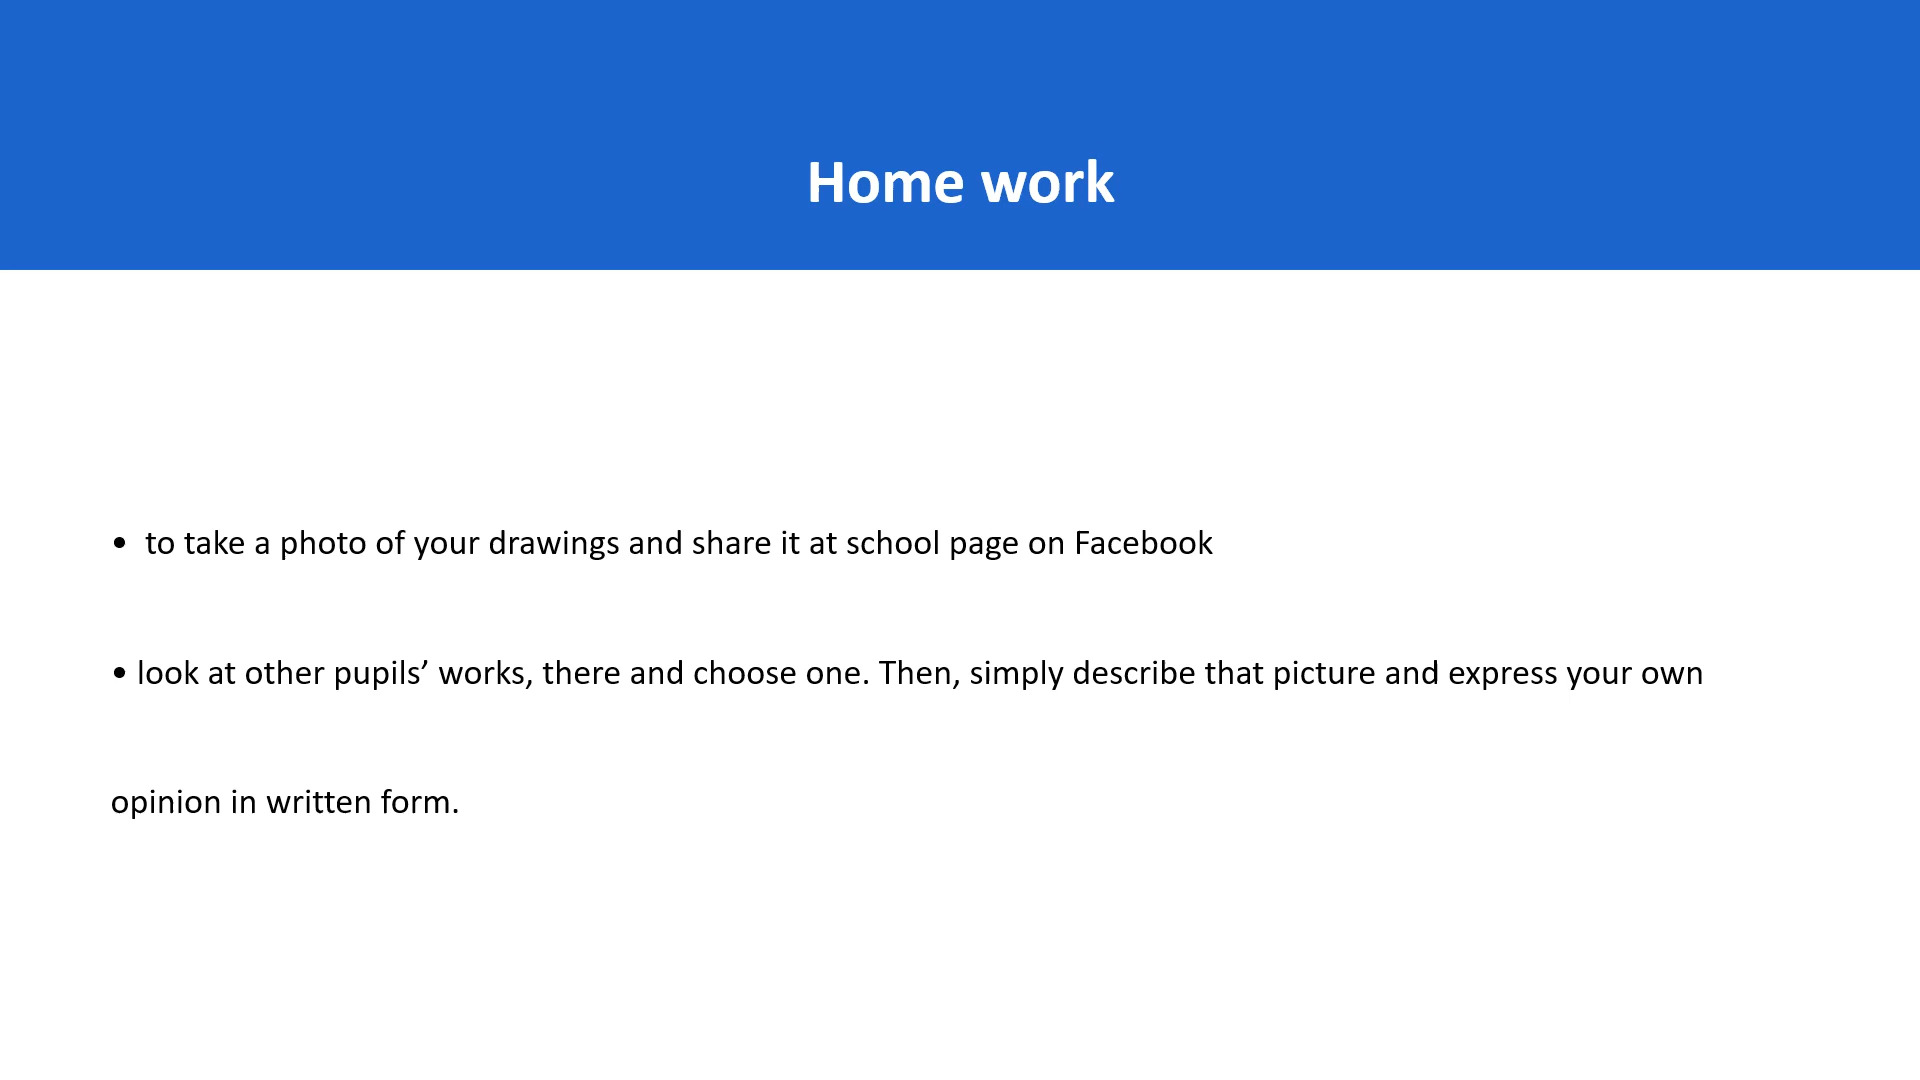 Home work
• to take a photo of your drawings and share it at school page on Facebook
• look at other pupils’ works, there and choose one. Then, simply describe that picture and express your own
opinion in written form.